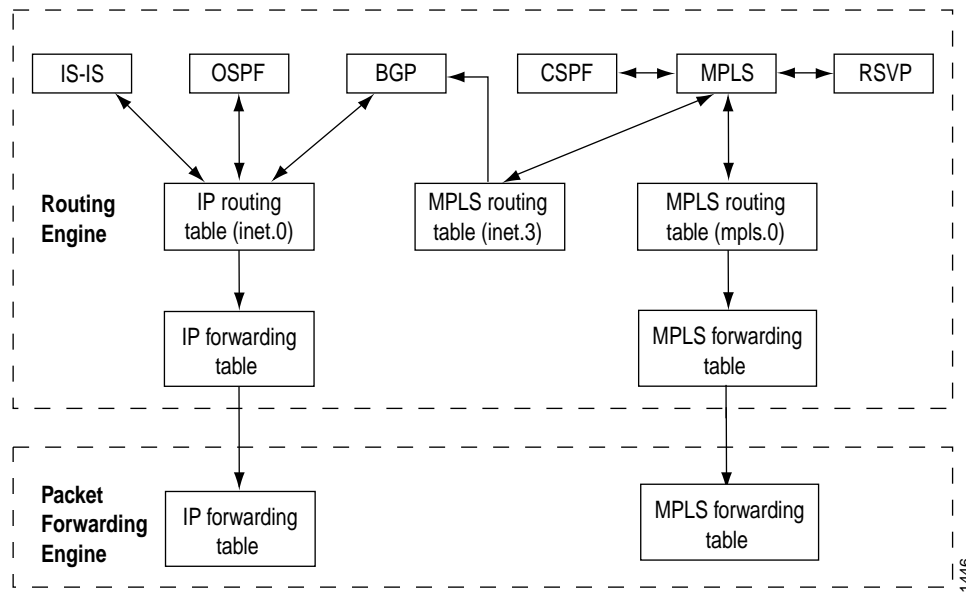 IS-IS
OSPF
BGP
CSPF
MPLS
RSVP
Routing
Engine
IP routing
table (inet.0)
MPLS routing
table (inet.3)
MPLS routing
table (mpls.0)
IP forwarding
table
MPLS forwarding
table
Packet
Forwarding
Engine
IP forwarding
table
MPLS forwarding
table
1446